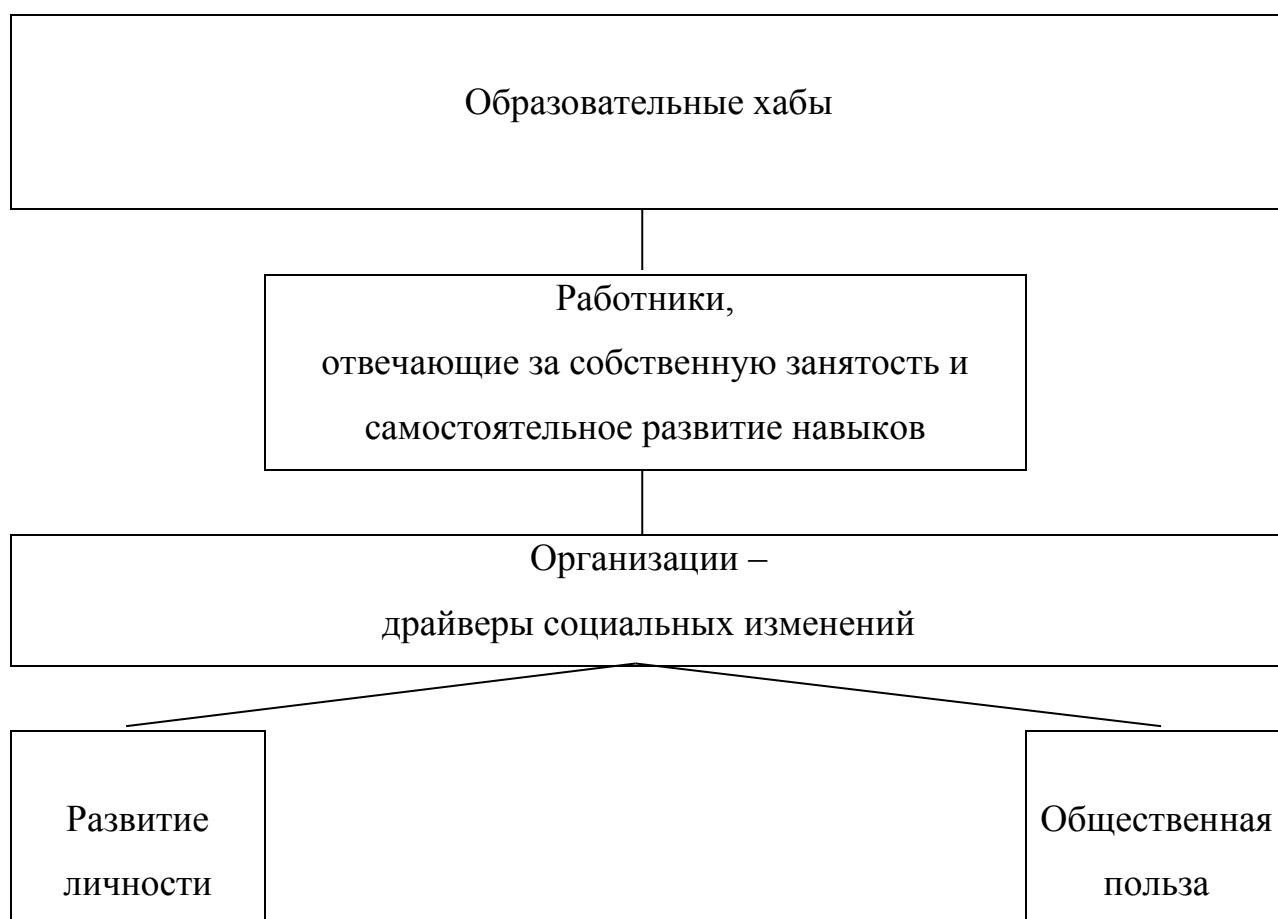 Образовательные хабы
Работники,
отвечающие за собственную занятость и
самостоятельное развитие навыков
Организации –
драйверы социальных изменений
Развитие
личности
Общественная
польза